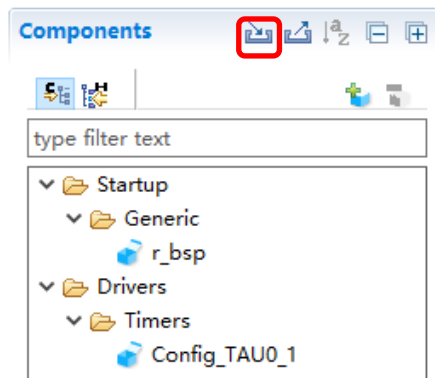 Components
type filter text
Startup
Generic
r_bsp
Drivers
Timers
Config_TAU0_1